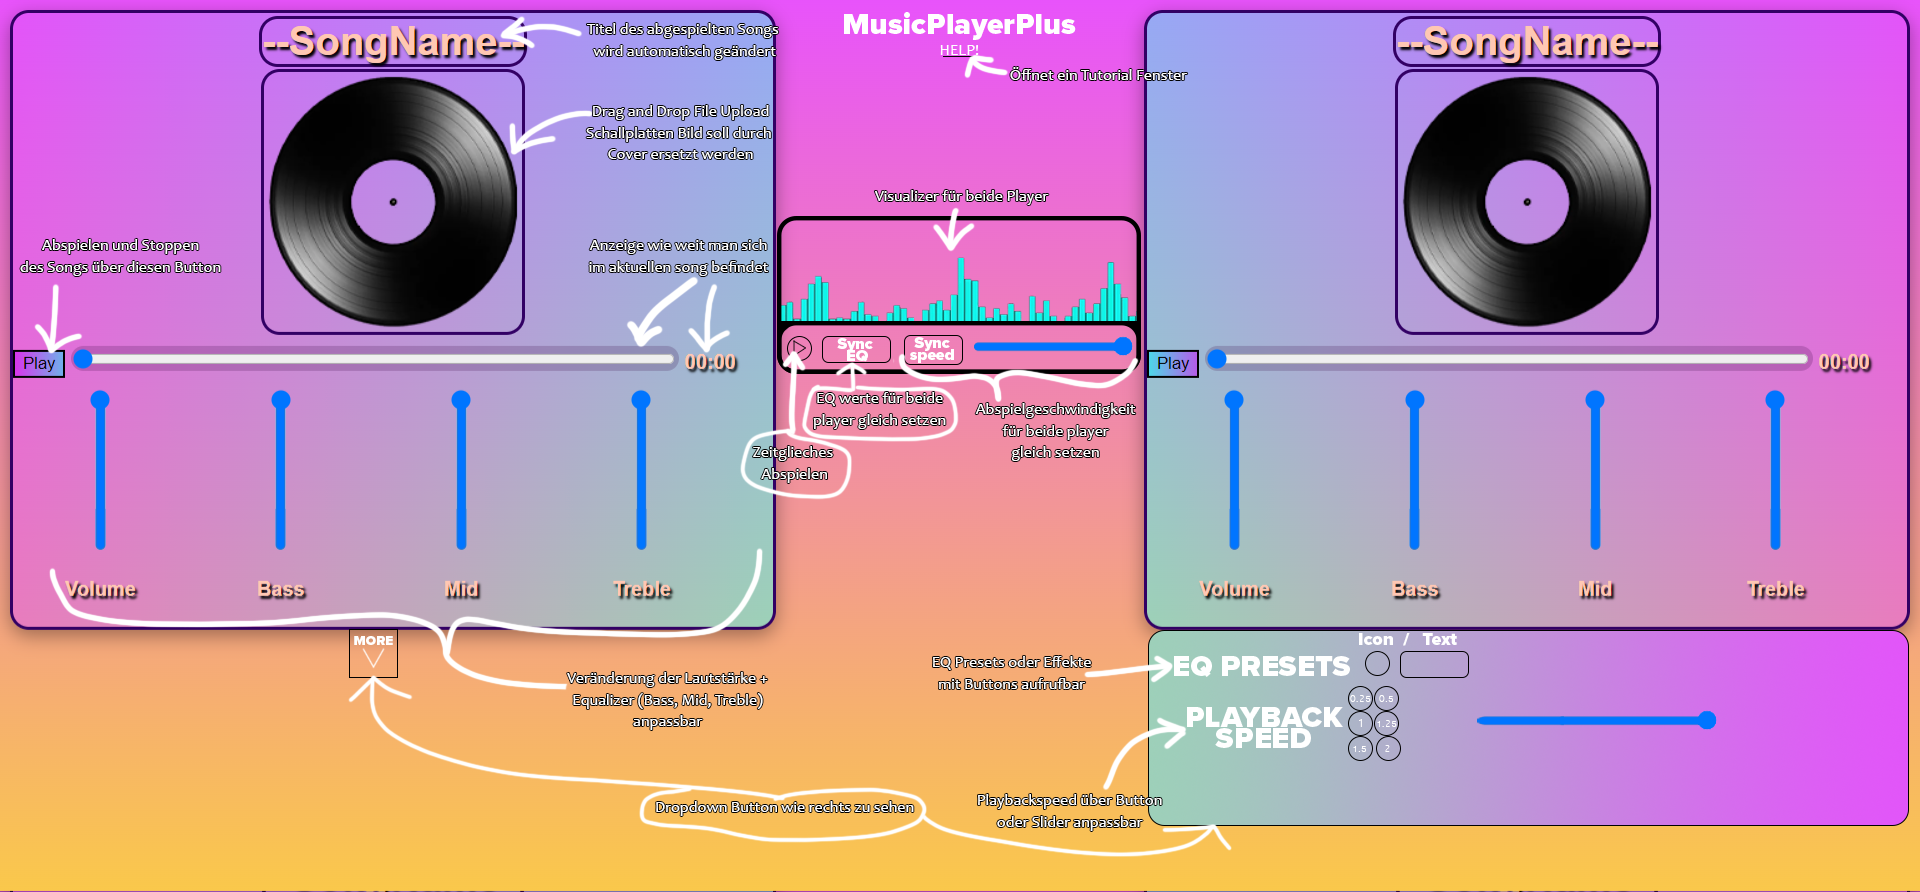 --SongName--
Titel des abgespielten Songs
wird automatisch geändert
MusicPlayerPlus
HELP!
Öffnet ein Tutorial Fenster
--SongName--
Drag and Drop File Upload
Schallplatten Bild soll durch
Cover ersetzt werden
Visualizer für beide Player
Abspielen und Stoppen
des Songs über diesen Button
Anzeige wie weit man sich
im aktuellen song befindet
Play
00:00
Sync
EQ
Sync
speed
Play
00:00
EQ werte für beide
player gleich setzen
Abspielgeschwindigkeit
für beide player
gleich setzen
Zeitglieches
Abspielen
Volume
Bass
Mid
Treble
Volume
Bass
Mid
Treble
MORE
Veränderung der Lautstärke +
Equalizer (Bass, Mid, Treble)
anpassbar
EQ Presets oder Effekte
mit Buttons aufrufbar
Icon / Text
EQ PRESETS
PLAYBACK
SPEED
0.25 0.5
1 1.25
1.5 2
Dropdown Button wie rechts zu sehen
Playbackspeed über Button
oder Slider anpassbar